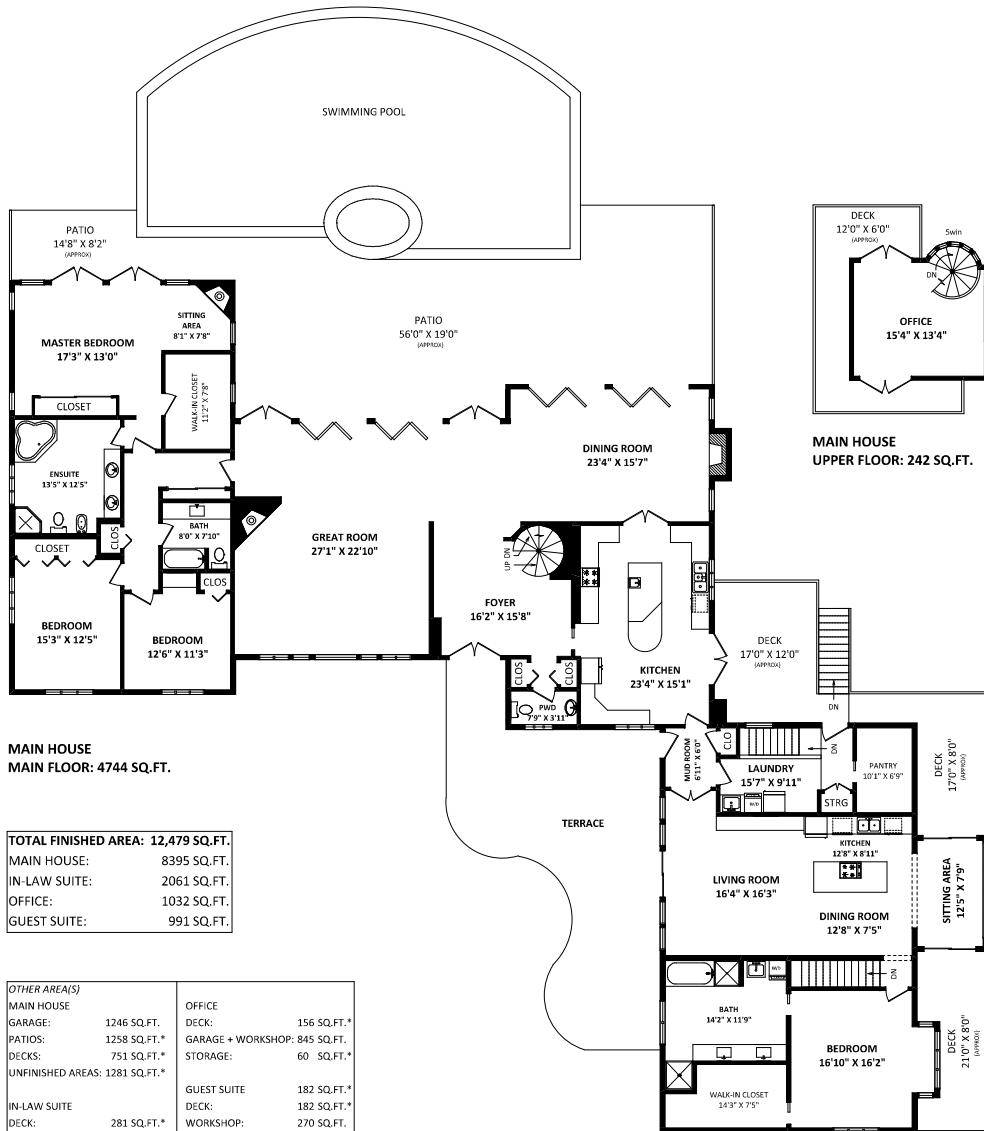 SWIMMING POOL
PATIO
14'8" X 8'2"
(APPROX)
DECK
12'0" X 6'0"
(APPROX)
5win
DN
OFFICE
15'4" X 13'4"
MAIN HOUSE
UPPER FLOOR: 242 SQ.FT.
SITTING
AREA
8'1" X 7'8"
MASTER BEDROOM
17'3" X 13'0"
PATIO
56'0" X 19'0"
(APPROX)
WALK-IN CLOSET
11'2" X 7'8"
CLOSET
ENSUITE
13'5" X 12'5"
DINING ROOM
23'4" X 15'7"
BATH
8'0" X 7'10"
CLOS
CLOSET
CLOS
GREAT ROOM
27'1" X 22'10"
UP DN
FOYER
16'2" X 15'8"
BEDROOM
15'3" X 12'5"
BEDROOM
12'6" X 11'3"
KITCHEN
23'4" X 15'1"
DECK
17'0" X 12'0"
(APPROX)
DN
CLOS
CLOS
PWD
7'9" X 3'11"
MAIN HOUSE
MAIN FLOOR: 4744 SQ.FT.
MUD ROOM
6'11" X 6'0"
CLO
DN
LAUNDRY
15'7" X 9'11"
W/D
STRG
PANTRY
10'1" X 6'9"
DECK
17'0" X 8'0"
(APPROX)
TERRACE
KITCHEN
12'8" X 8'11"
LIVING ROOM
16'4" X 16'3"
DINING ROOM
12'8" X 7'5"
SITTING AREA
12'5" X 7'9"
TOTAL FINISHED AREA: 12,479 SQ.FT.
MAIN HOUSE: 8395 SQ.FT.
IN-LAW SUITE: 2061 SQ.FT.
OFFICE: 1032 SQ.FT.
GUEST SUITE: 991 SQ.FT.
W/D
DN
BATH
14'2" X 11'9"
BEDROOM
16'10" X 16'2"
DECK
21'0" X 8'0"
(APPROX)
WALK-IN CLOSET
14'3" X 7'5"
OTHER AREA(S)
MAIN HOUSE
GARAGE: 1246 SQ.FT.
PATIOS: 1258 SQ.FT.*
DECKS: 751 SQ.FT.*
UNFINISHED AREAS: 1281 SQ.FT.*
IN-LAW SUITE
DECK: 281 SQ.FT.*
OFFICE
DECK: 156 SQ.FT.*
GARAGE + WORKSHOP: 845 SQ.FT.
STORAGE: 60 SQ.FT.*
GUEST SUITE 182 SQ.FT.*
DECK: 182 SQ.FT.*
WORKSHOP: 270 SQ.FT.